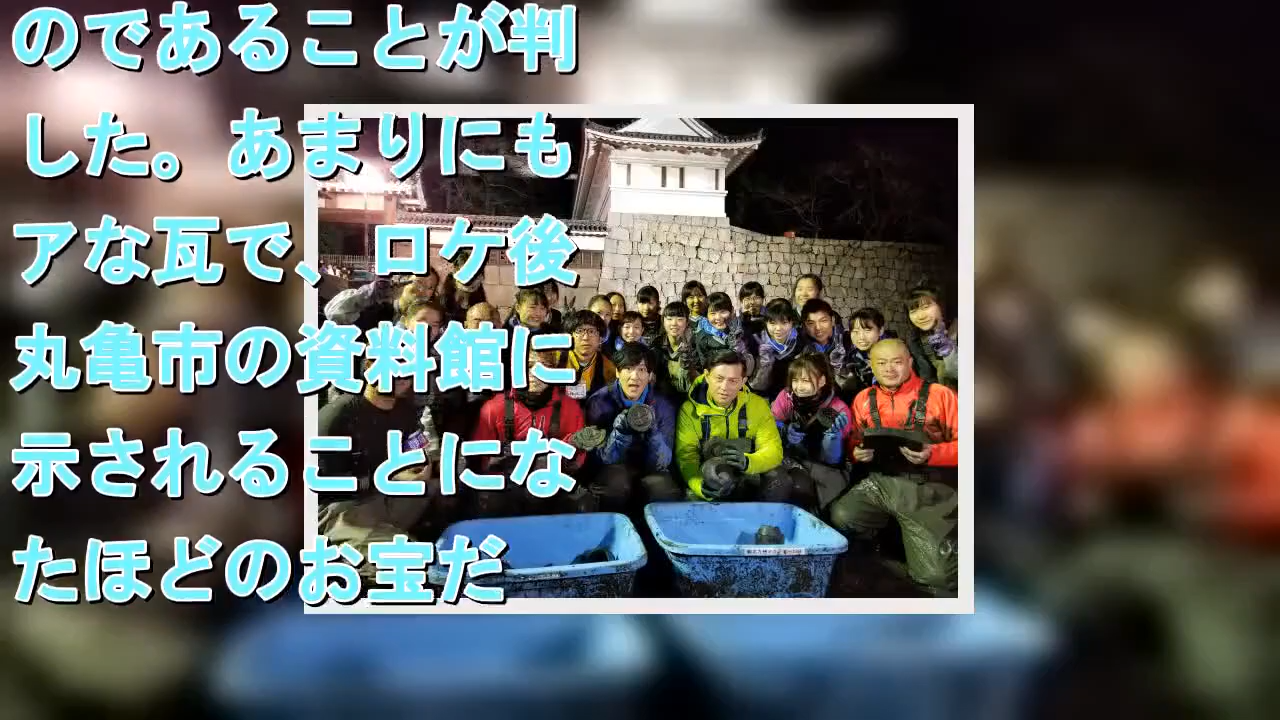 のであることが判
した。あまりにも
アな瓦で、ロケ後
丸亀市の資料館に
示されることにな
たほどのお宝だ